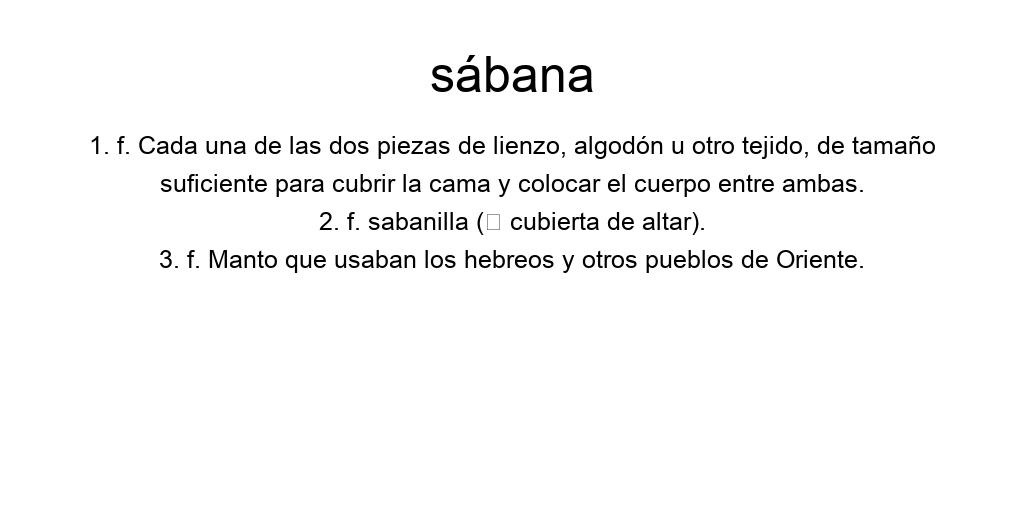 sábana
1. f. Cada una de las dos piezas de lienzo, algodón u otro tejido, de tamaño
suficiente para cubrir la cama y colocar el cuerpo entre ambas.
2. f. sabanilla (□ cubierta de altar).
3. f. Manto que usaban los hebreos y otros pueblos de Oriente.